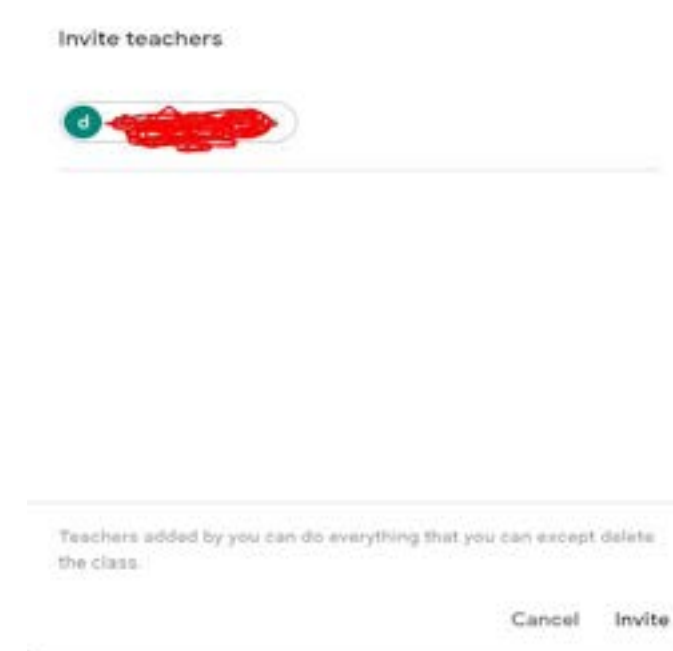 Invite teachers
d
Teachers added by you can do everything that you can except delete
the class.
Cancel Invite